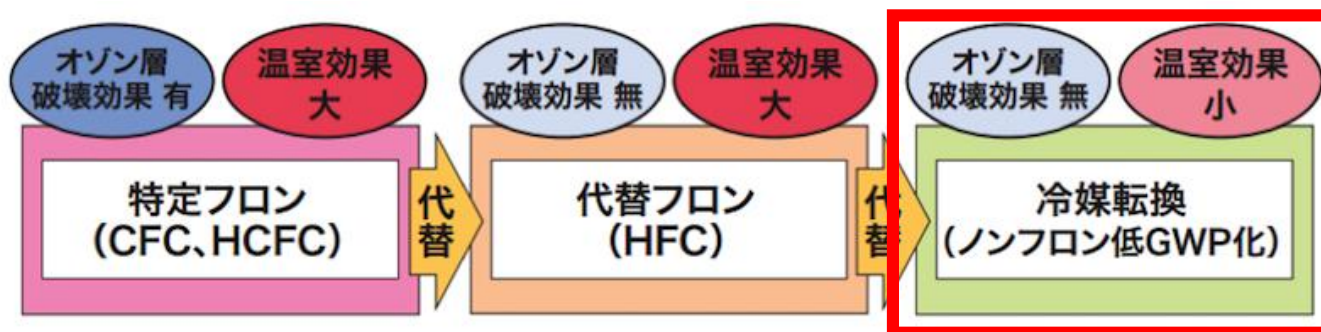 オゾン層
破壊効果 有
温室効果
大
特定フロン
(CFC、HCFC)
代替
オゾン層
破壊効果 無
温室効果
大
代替フロン
(HFC)
代替
オゾン層
破壊効果 無
温室効果
小
冷媒転換
(ノンフロン低GWP化)